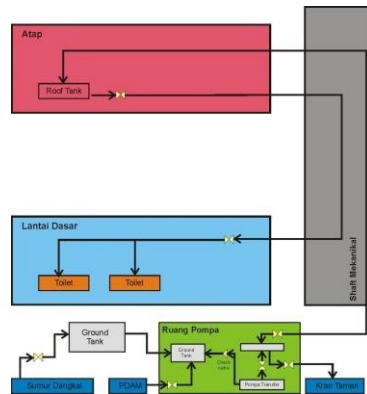 Atap
Roof Tank
Shaft Mekanikal
Lantai Dasar
Toilet
Toilet
Ground
Tank
Ruang Pompa
Ground
Tank
Pompa Transfer
Sumur Dangkal
PDAM
Kran Taman